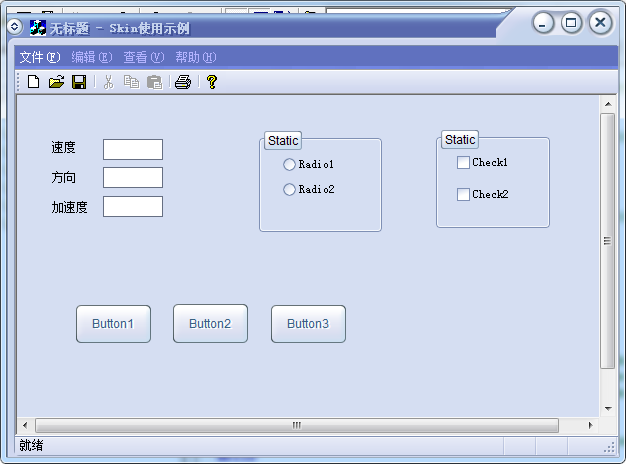 无标题 - Skin使用示例
文件(F) 编辑(E) 查看(V) 帮助(H)
速度
方向
加速度
Static
Radio1
Radio2
Static
Check1
Check2
Button1 Button2 Button3
就绪